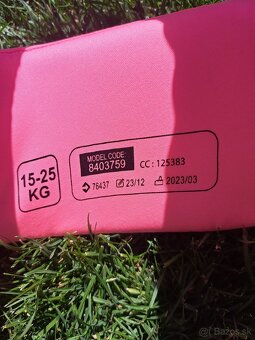 MODEL CODE:
8403759
CC : 125383
15-25
KG
76437 23/12 2023/03
Bazos.sk